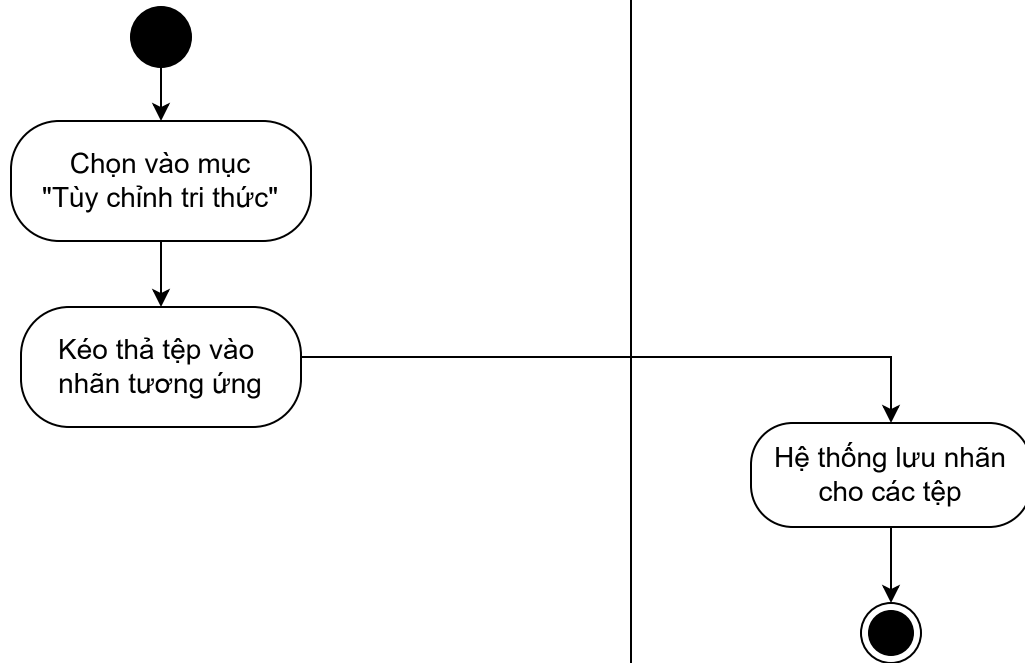 Chọn vào mục
"Tùy chỉnh tri thức"
Kéo thả tệp vào
nhãn tương ứng
Hệ thống lưu nhãn
cho các tệp